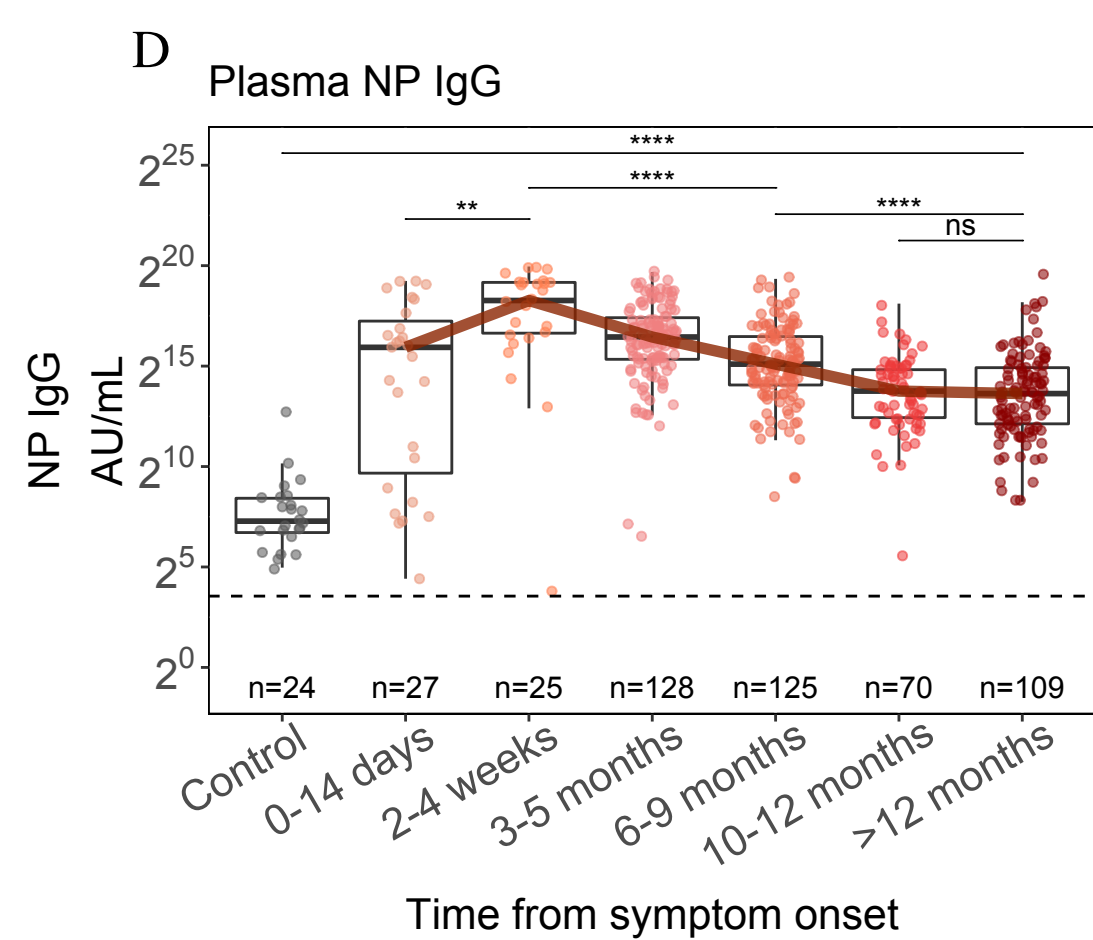 D
Plasma NP IgG
NP IgG
AU/mL
2^25
2^20
2^15
2^10
2^5
2^0
****
****
**
****
ns
n=24 n=27 n=25 n=128 n=125 n=70 n=109
Control 0-14 days 2-4 weeks 3-5 months 6-9 months 10-12 months >12 months
Time from symptom onset